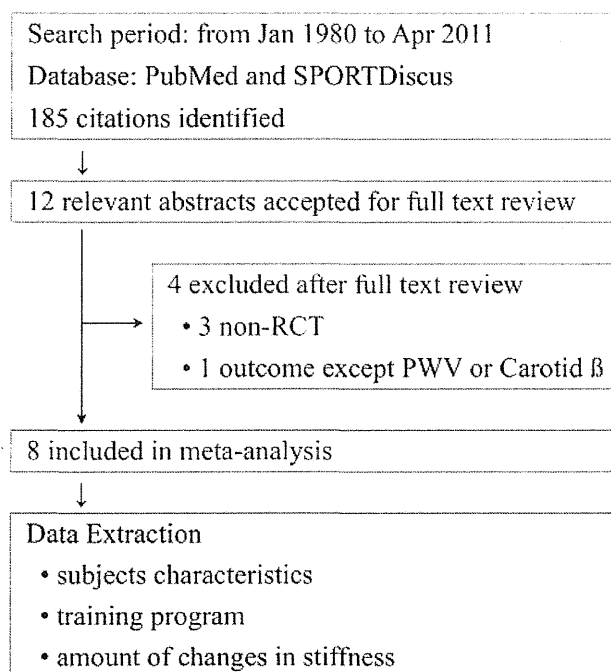 Search period: from Jan 1980 to Apr 2011
Database: PubMed and SPORTDiscus
185 citations identified
↓
12 relevant abstracts accepted for full text review
4 excluded after full text review
• 3 non-RCT
• 1 outcome except PWV or Carotid ß
8 included in meta-analysis
↓
Data Extraction
• subjects characteristics
• training program
• amount of changes in stiffness